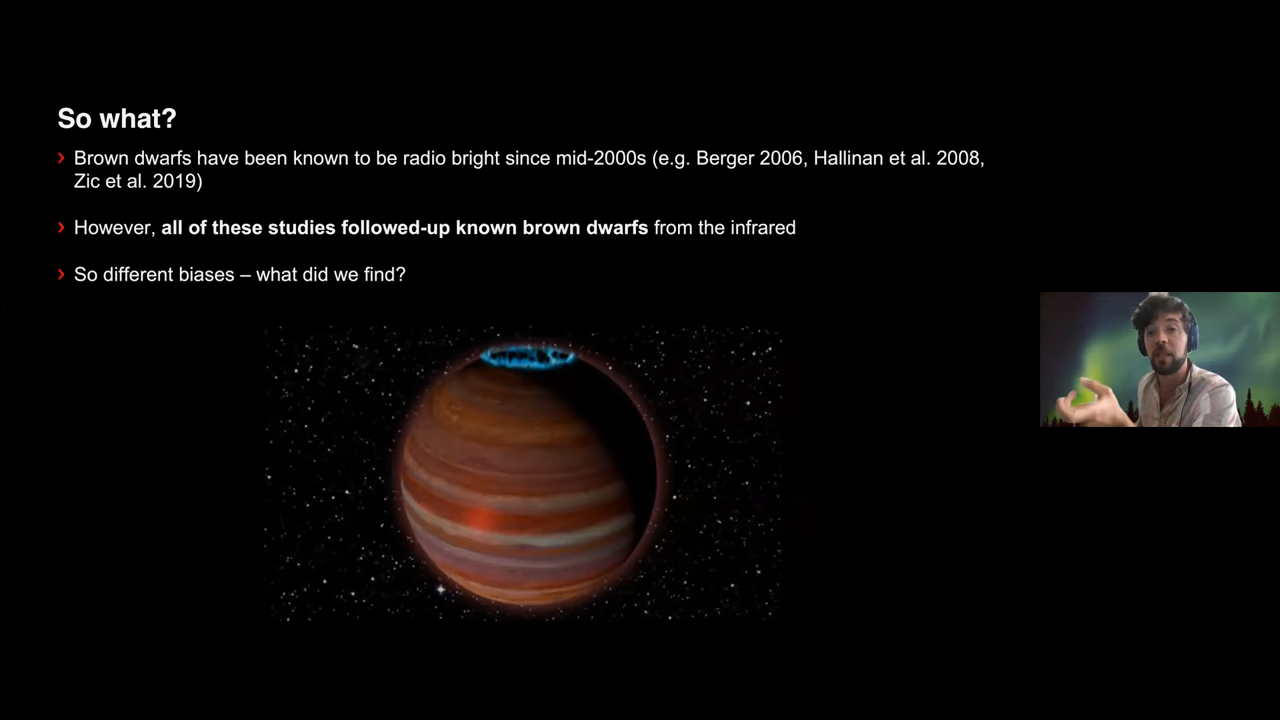 So what?
› Brown dwarfs have been known to be radio bright since mid-2000s (e.g. Berger 2006, Hallinan et al. 2008,
Zic et al. 2019)
› However, all of these studies followed-up known brown dwarfs from the infrared
› So different biases – what did we find?